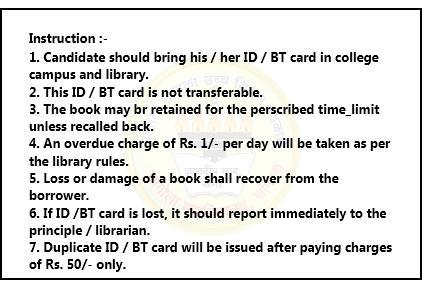 Instruction :-
1. Candidate should bring his / her ID / BT card in college
campus and library.
2. This ID / BT card is not transferable.
3. The book may br retained for the perscribed time_limit
unless recalled back.
4. An overdue charge of Rs. 1/- per day will be taken as per
the library rules.
5. Loss or damage of a book shall recover from the
borrower.
6. If ID /BT card is lost, it should report immediately to the
principle / librarian.
7. Duplicate ID / BT card will be issued after paying charges
of Rs. 50/- only.